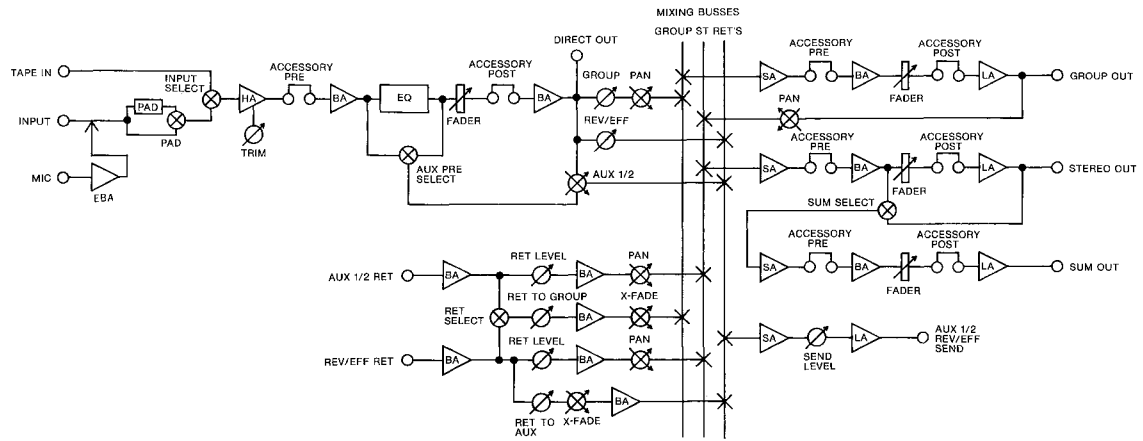 MIXING BUSSES
GROUP ST RET'S
DIRECT OUT
TAPE IN
INPUT SELECT
ACCESSORY PRE
ACCESSORY POST
GROUP PAN
HA
BA
EQ
BA
FADER
INPUT
PAD
PAD
TRIM
REV/EFF
MIC
EBA
AUX PRE SELECT
AUX 1/2
ACCESSORY PRE
ACCESSORY POST
SA
BA
LA
FADER
GROUP OUT
PAN
ACCESSORY PRE
ACCESSORY POST
SA
BA
LA
FADER
STEREO OUT
SUM SELECT
ACCESSORY PRE
ACCESSORY POST
SA
BA
LA
FADER
SUM OUT
AUX 1/2 RET
BA
RET LEVEL
BA
PAN
RET SELECT
RET TO GROUP
BA
X-FADE
REV/EFF RET
BA
RET LEVEL
BA
PAN
RET TO AUX
X-FADE
BA
SA
SEND LEVEL
LA
AUX 1/2
REV/EFF
SEND